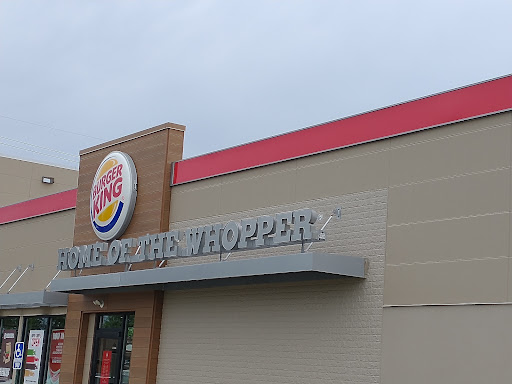 BURGER
KING
HOME OF THE WHOPPER